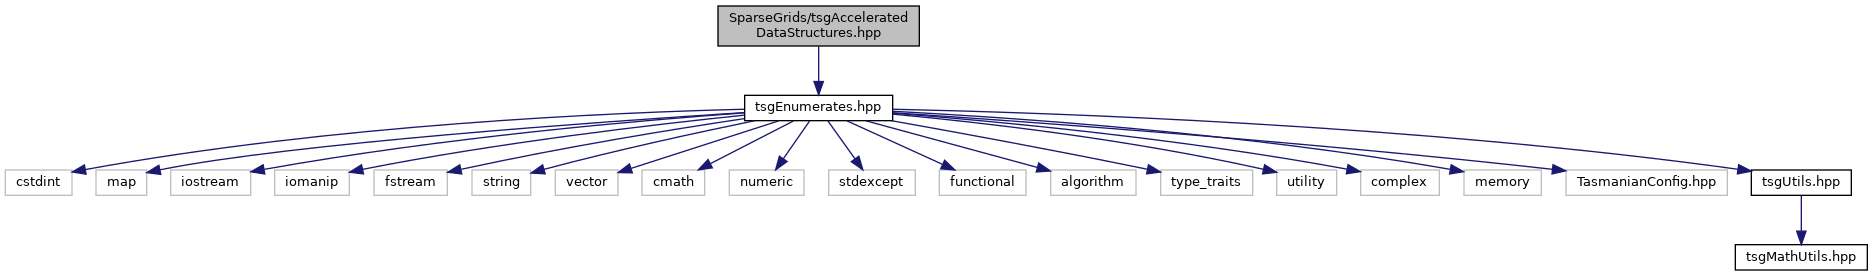 SparseGrids/tsgAccelerated
DataStructures.hpp
tsgEnumerates.hpp
cstdint
map
iostream
iomanip
fstream
string
vector
cmath
numeric
stdexcept
functional
algorithm
type_traits
utility
complex
memory
TasmanianConfig.hpp
tsgUtils.hpp
tsgMathUtils.hpp